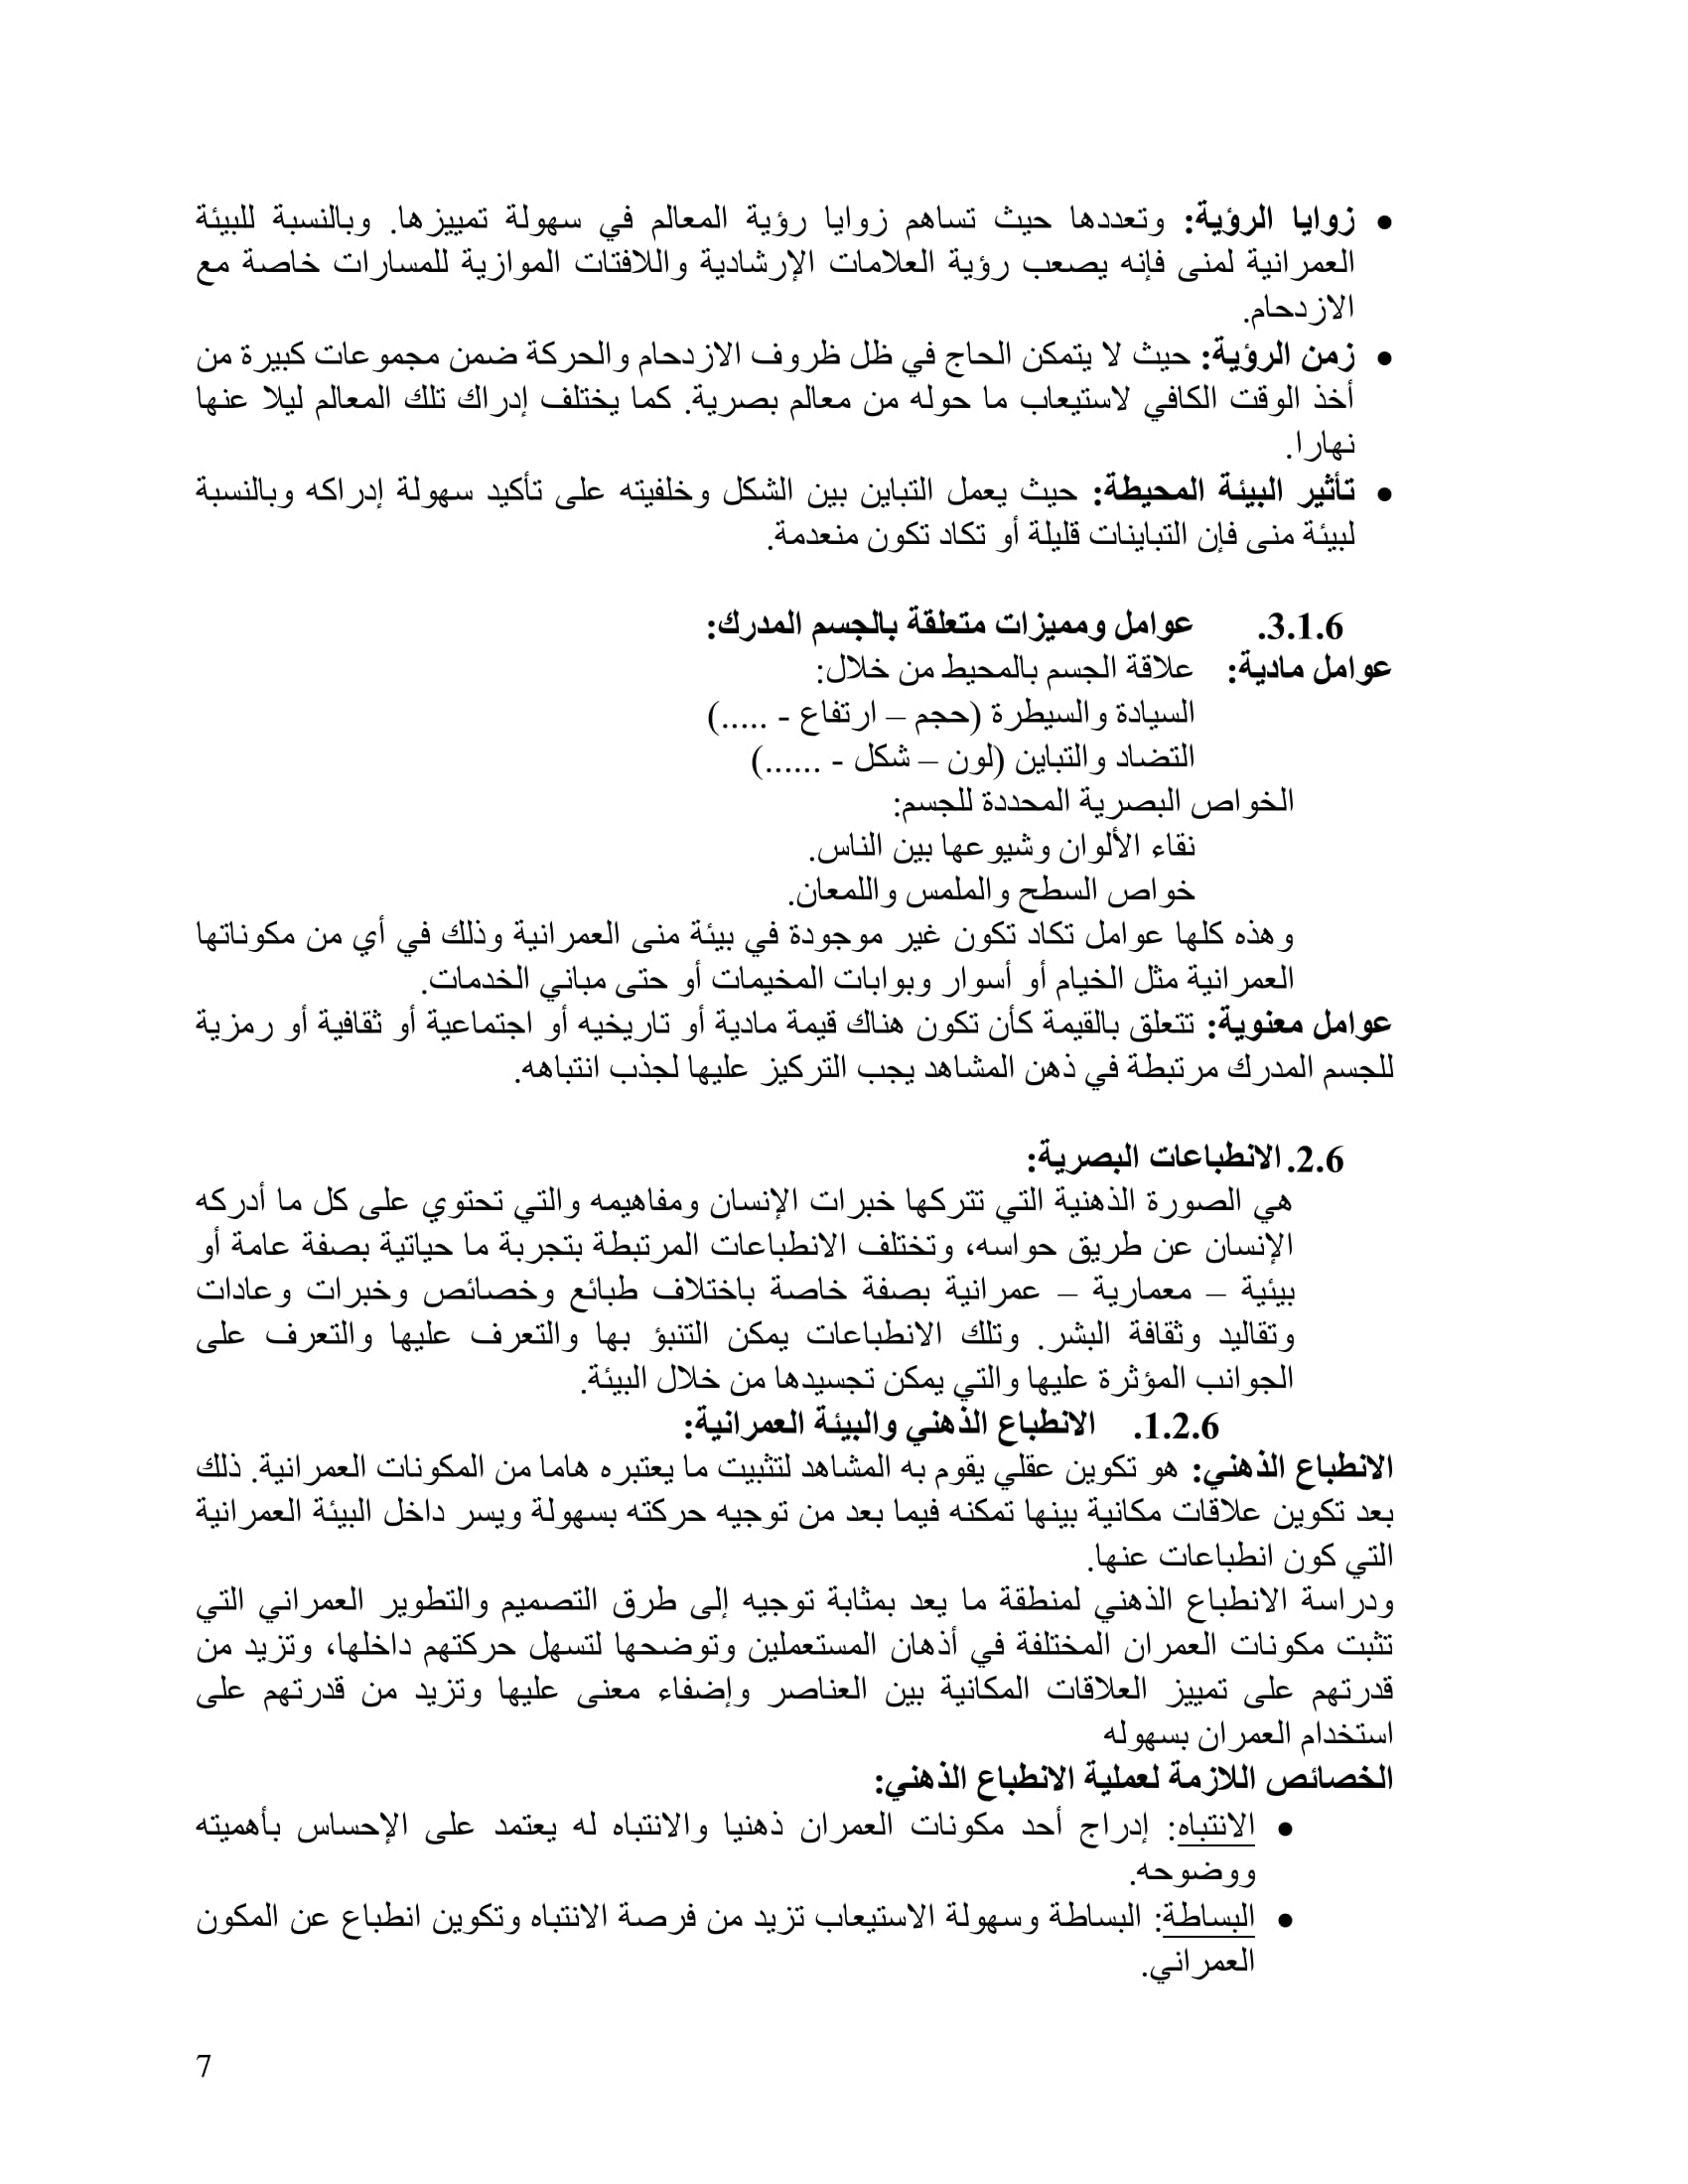 • زوايا الرؤية: وتعددها حيث تساهم زوايا رؤية المعالم في سهولة تمييزها. وبالنسبة للبيئة
العمرانية لمنى فإنه يصعب رؤية العلامات الإرشادية واللافتات الموازية للمسارات خاصة مع
الازدحام.
• زمن الرؤية: حيث لا يتمكن الحاج في ظل ظروف الازدحام والحركة ضمن مجموعات كبيرة من
أخذ الوقت الكافي لاستيعاب ما حوله من معالم بصرية. كما يختلف إدراك تلك المعالم ليلا عنها
نهارا.
• تأثير البيئة المحيطة: حيث يعمل التباين بين الشكل وخلفيته على تأكيد سهولة إدراكه وبالنسبة
لبيئة منى فإن التباينات قليلة أو تكاد تكون منعدمة.
3.1.6. عوامل ومميزات متعلقة بالجسم المدرك:
عوامل مادية: علاقة الجسم بالمحيط من خلال:
السيادة والسيطرة (حجم – ارتفاع - .....)
التضاد والتباين (لون – شكل - ......)
الخواص البصرية المحددة للجسم:
نقاء الألوان وشيوعها بين الناس.
خواص السطح والملمس واللمعان.
وهذه كلها عوامل تكاد تكون غير موجودة في بيئة منى العمرانية وذلك في أي من مكوناتها
العمرانية مثل الخيام أو أسوار وبوابات المخيمات أو حتى مباني الخدمات.
عوامل معنوية: تتعلق بالقيمة كأن تكون هناك قيمة مادية أو تاريخيه أو اجتماعية أو ثقافية أو رمزية
للجسم المدرك مرتبطة في ذهن المشاهد يجب التركيز عليها لجذب انتباهه.
2.6. الانطباعات البصرية:
هي الصورة الذهنية التي تتركها خبرات الإنسان ومفاهيمه والتي تحتوي على كل ما أدركه
الإنسان عن طريق حواسه، وتختلف الانطباعات المرتبطة بتجربة ما حياتية بصفة عامة أو
بيئية – معمارية – عمرانية بصفة خاصة باختلاف طبائع وخصائص وخبرات وعادات
وتقاليد وثقافة البشر. وتلك الانطباعات يمكن التنبؤ بها والتعرف عليها والتعرف على
الجوانب المؤثرة عليها والتي يمكن تجسيدها من خلال البيئة.
1.2.6. الانطباع الذهني والبيئة العمرانية:
الانطباع الذهني: هو تكوين عقلي يقوم به المشاهد لتثبيت ما يعتبره هاما من المكونات العمرانية. ذلك
بعد تكوين علاقات مكانية بينها تمكنه فيما بعد من توجيه حركته بسهولة ويسر داخل البيئة العمرانية
التي كون انطباعات عنها.
ودراسة الانطباع الذهني لمنطقة ما يعد بمثابة توجيه إلى طرق التصميم والتطوير العمراني التي
تثبت مكونات العمران المختلفة في أذهان المستعملين وتوضحها لتسهل حركتهم داخلها، وتزيد من
قدرتهم على تمييز العلاقات المكانية بين العناصر وإضفاء معنى عليها وتزيد من قدرتهم على
استخدام العمران بسهوله
الخصائص اللازمة لعملية الانطباع الذهني:
• الانتباه: إدراج أحد مكونات العمران ذهنيا والانتباه له يعتمد على الإحساس بأهميته
ووضوحه.
• البساطة: البساطة وسهولة الاستيعاب تزيد من فرصة الانتباه وتكوين انطباع عن المكون
العمراني.
7